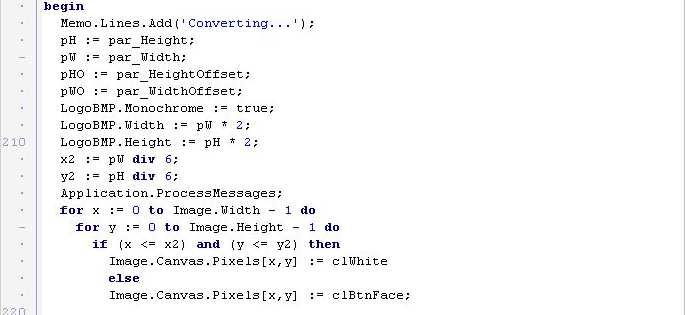 begin
Memo.Lines.Add('Converting...');
pH := par_Height;
pW := par_Width;
pHO := par_HeightOffset;
pWO := par_WidthOffset;
LogoBMP.Monochrome := true;
LogoBMP.Width := pW * 2;
210 LogoBMP.Height := pH * 2;
x2 := pW div 6;
y2 := pH div 6;
Application.ProcessMessages;
for x := 0 to Image.Width - 1 do
for y := 0 to Image.Height - 1 do
if (x <= x2) and (y <= y2) then
Image.Canvas.Pixels[x,y] := clWhite
else
Image.Canvas.Pixels[x,y] := clBtnFace;
220